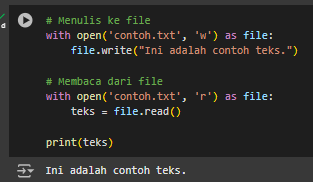 # Menulis ke file
with open('contoh.txt', 'w') as file:
    file.write("Ini adalah contoh teks.")
# Membaca dari file
with open('contoh.txt', 'r') as file:
    teks = file.read()
print(teks)
Ini adalah contoh teks.